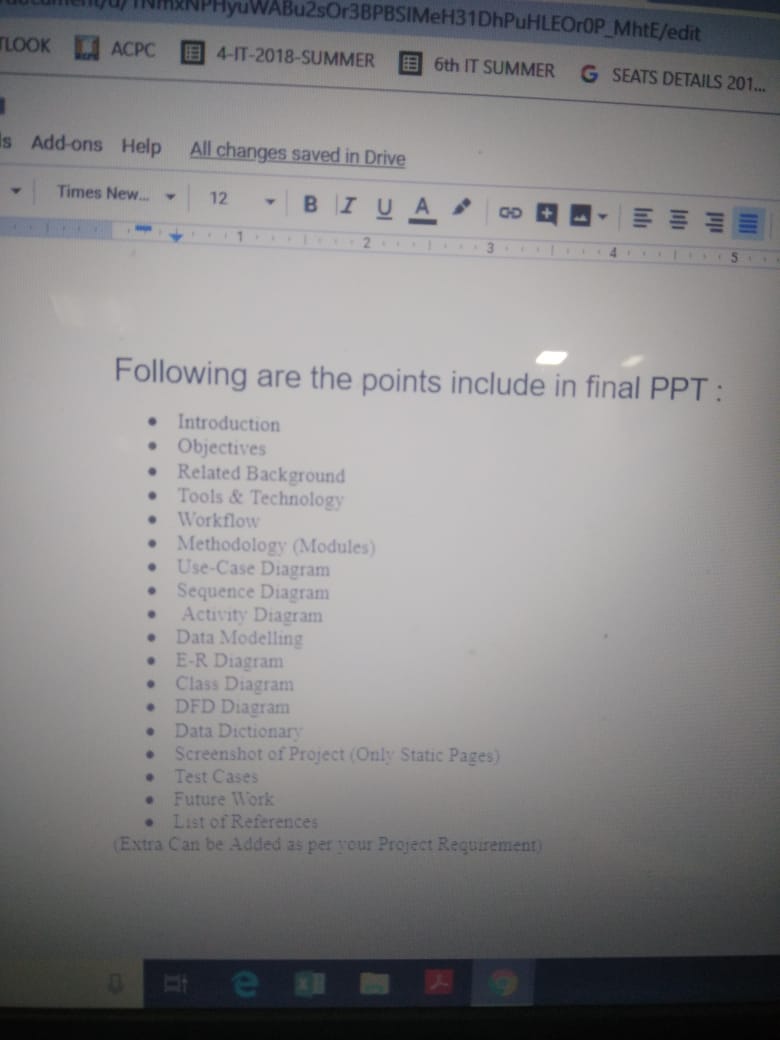 TLOOK ACPC 4-IT-2018-SUMMER 6th IT SUMMER SEATS DETAILS 201...
ls Add-ons Help All changes saved in Drive
Times New... 12 B I U A
1 2 3 4 5
Following are the points include in final PPT :
• Introduction
• Objectives
• Related Background
• Tools & Technology
• Workflow
• Methodology (Modules)
• Use-Case Diagram
• Sequence Diagram
• Activity Diagram
• Data Modelling
• E-R Diagram
• Class Diagram
• DFD Diagram
• Data Dictionary
• Screenshot of Project (Only Static Pages)
• Test Cases
• Future Work
• List of References
(Extra Can be Added as per your Project Requirement)